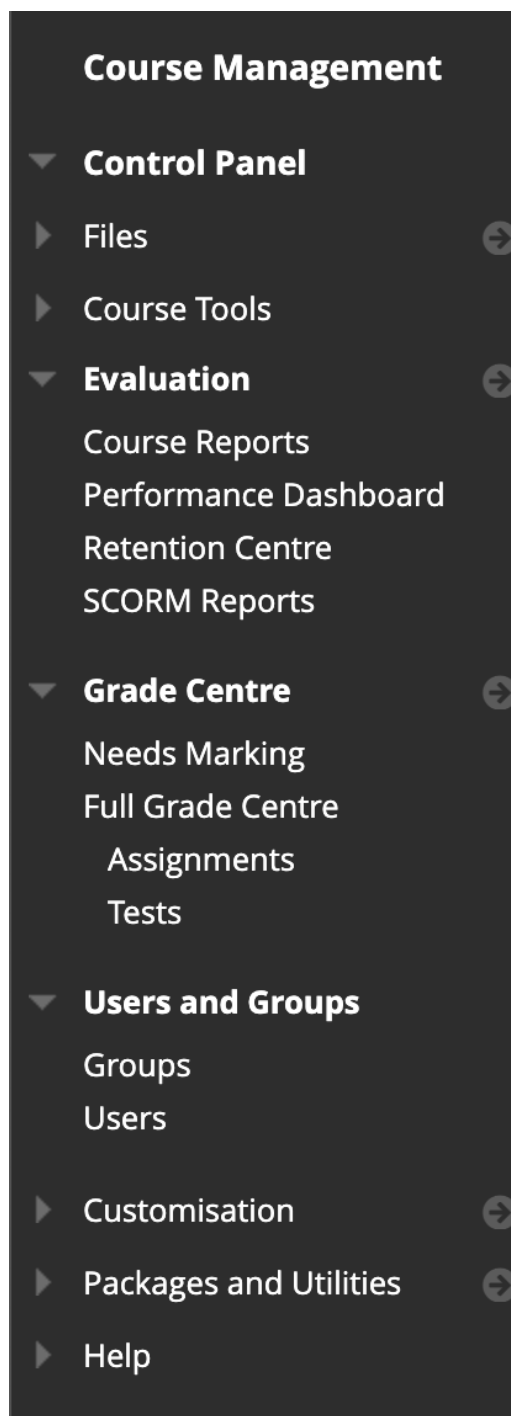 Course Management
Control Panel
Files
Course Tools
Evaluation
Course Reports
Performance Dashboard
Retention Centre
SCORM Reports
Grade Centre
Needs Marking
Full Grade Centre
Assignments
Tests
Users and Groups
Groups
Users
Customisation
Packages and Utilities
Help